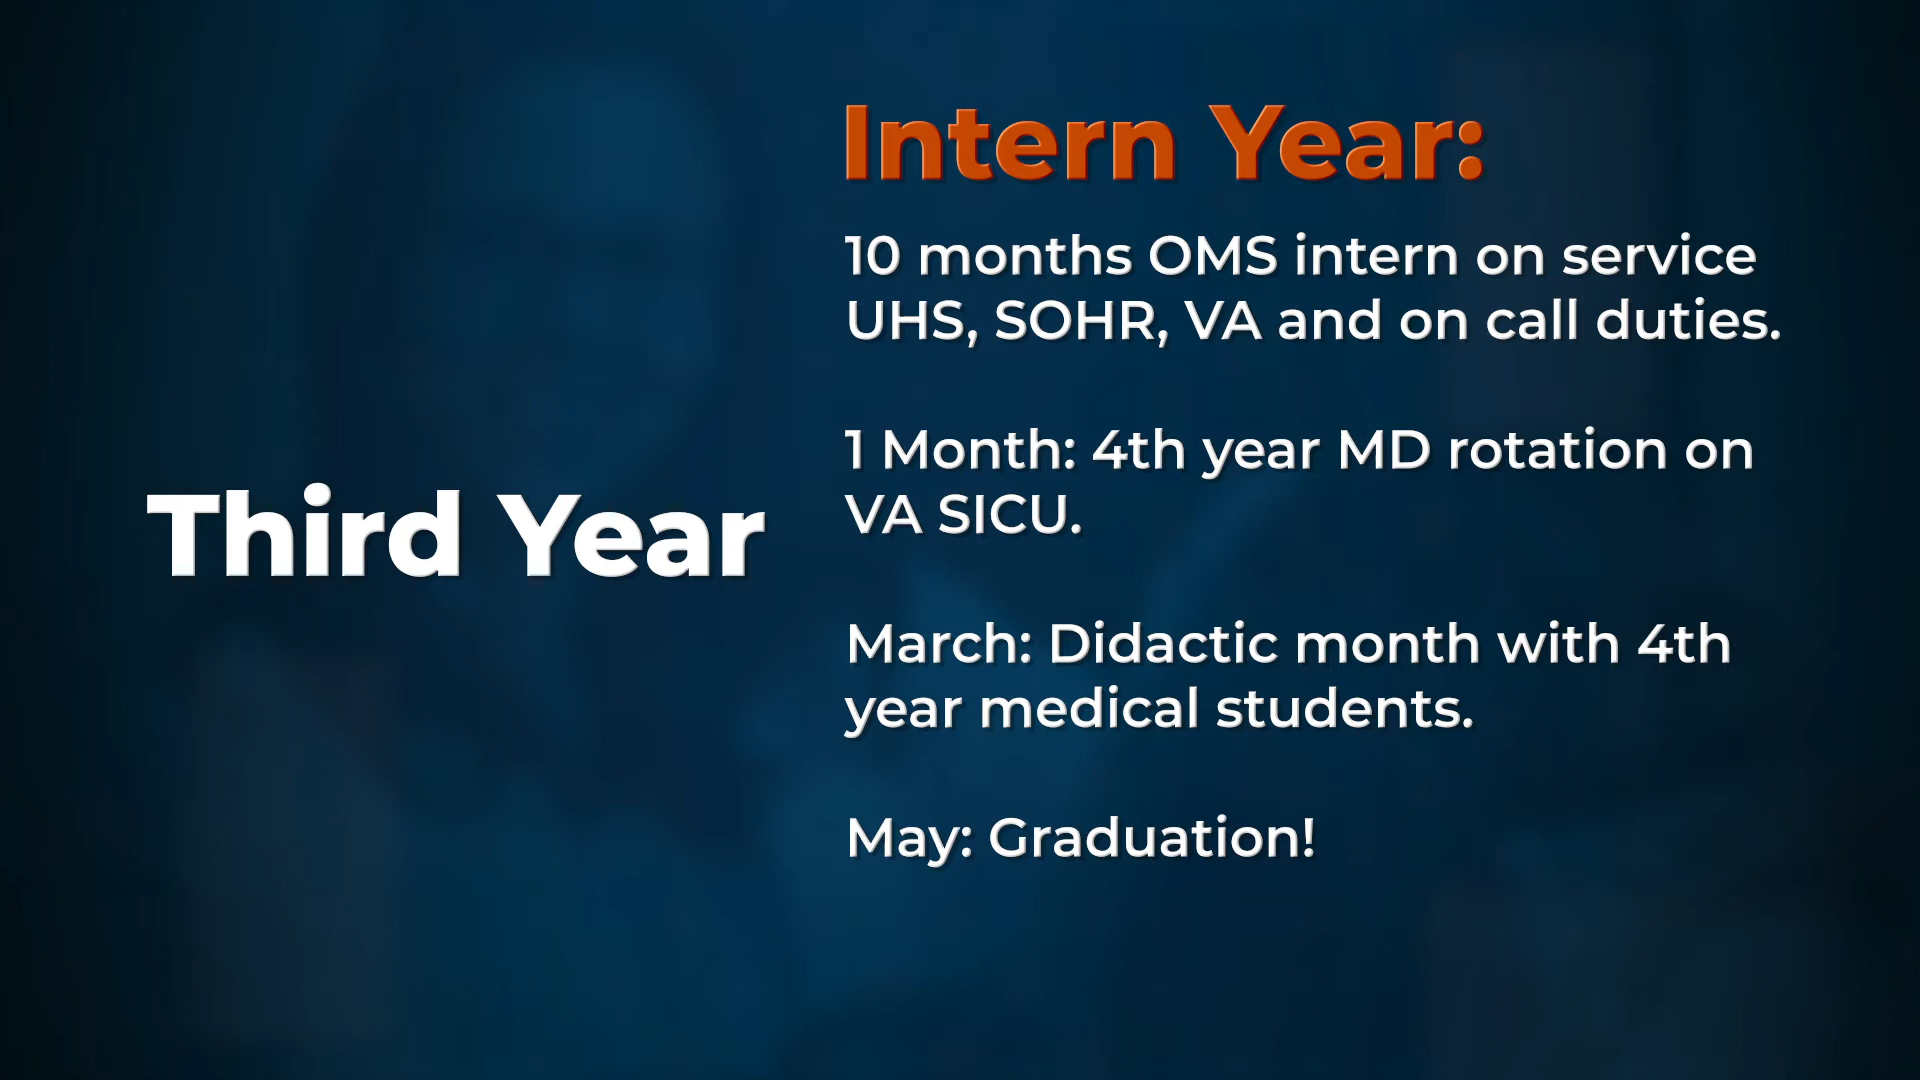 Third Year
Intern Year:
10 months OMS intern on service
UHS, SOHR, VA and on call duties.
1 Month: 4th year MD rotation on
VA SICU.
March: Didactic month with 4th
year medical students.
May: Graduation!